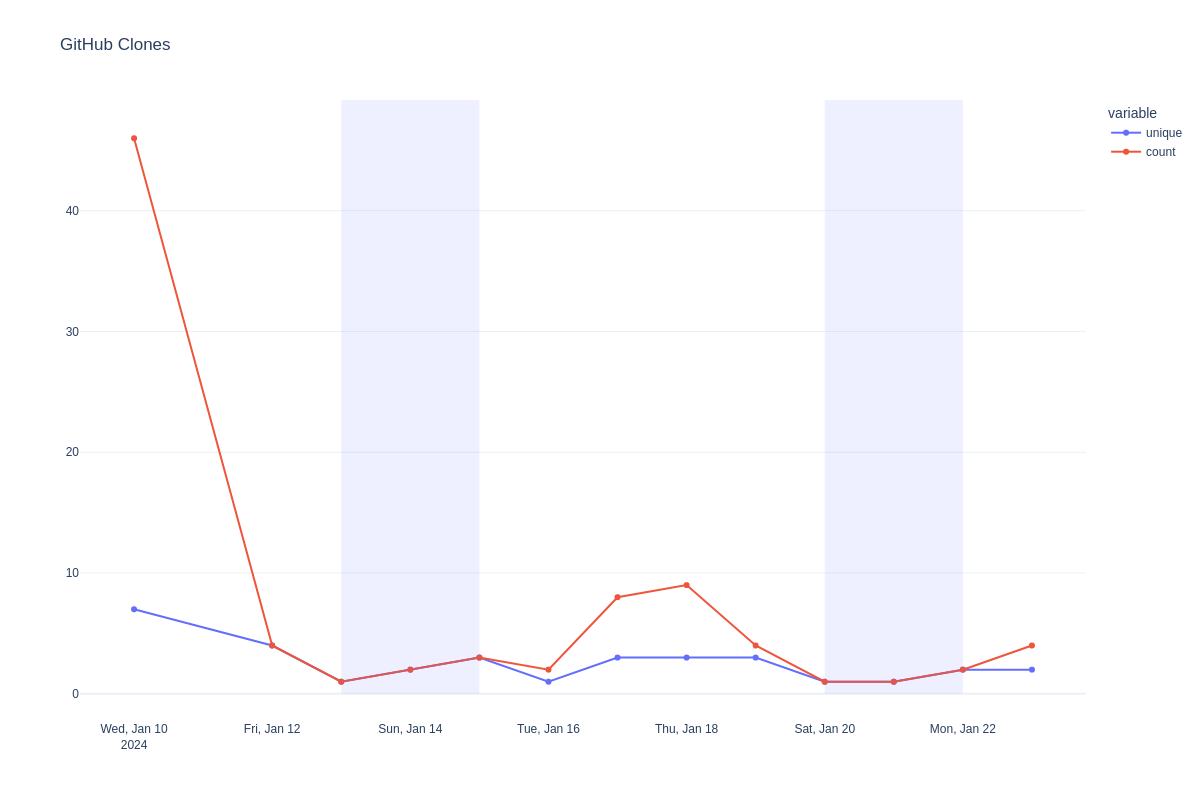 GitHub Clones
variable
unique
count
40
30
20
10
0
Wed, Jan 10
2024
Fri, Jan 12
Sun, Jan 14
Tue, Jan 16
Thu, Jan 18
Sat, Jan 20
Mon, Jan 22